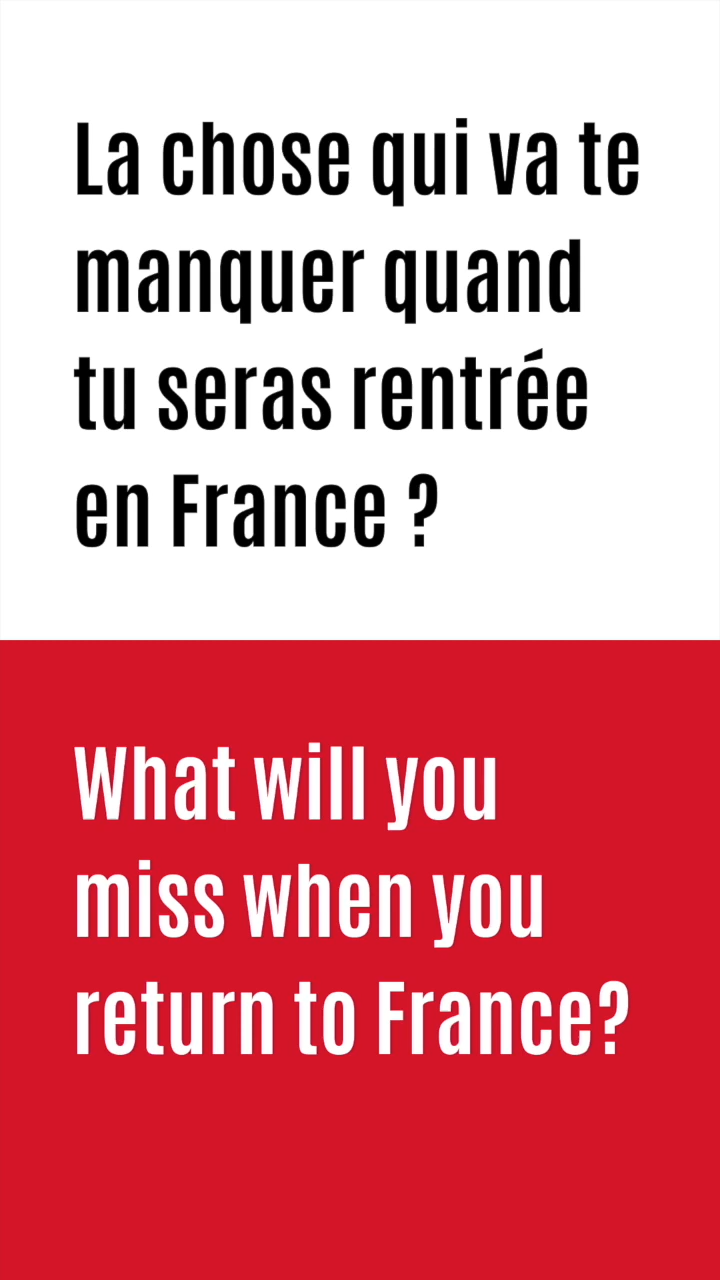 La chose qui va te
manquer quand
tu seras rentrée
en France ?
What will you
miss when you
return to France?